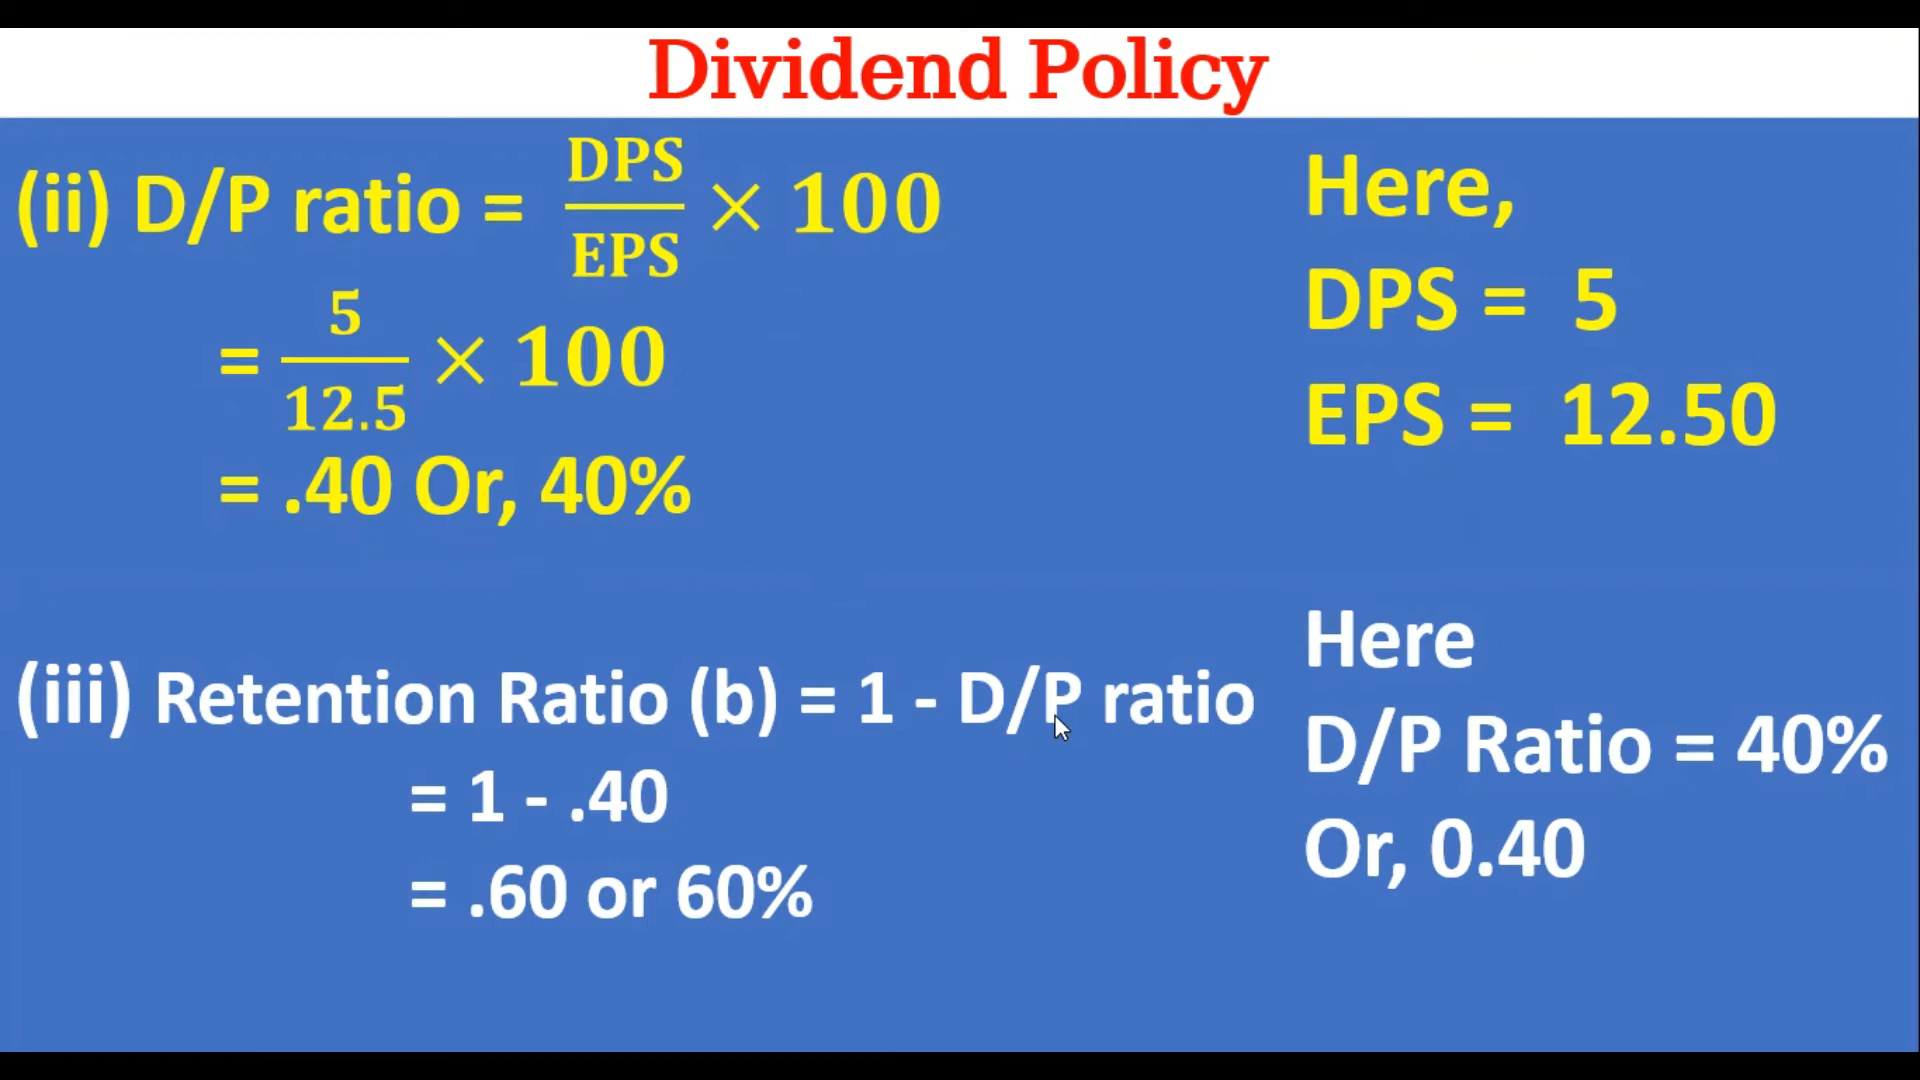 Dividend Policy
(ii) D/P ratio = DPS/EPS × 100
= 5/12.5 × 100
= .40 Or, 40%
Here,
DPS = 5
EPS = 12.50
(iii) Retention Ratio (b) = 1 - D/P ratio
= 1 - .40
= .60 or 60%
Here
D/P Ratio = 40%
Or, 0.40